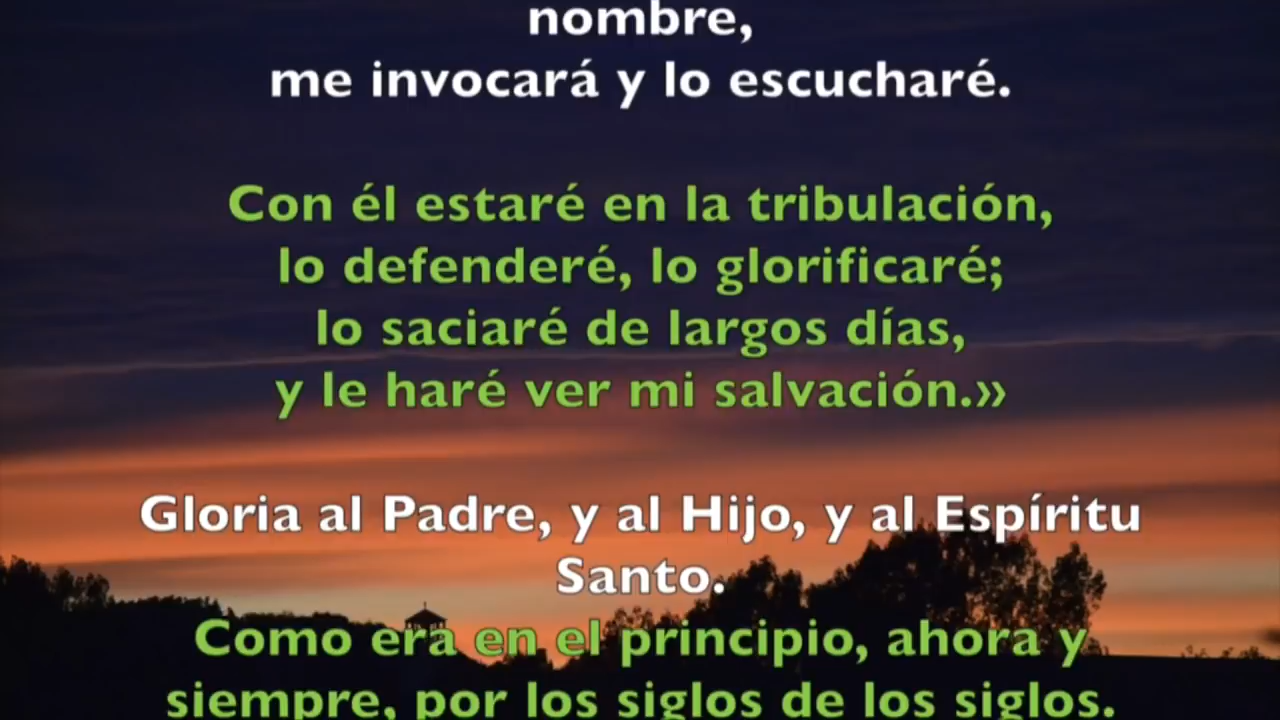 nombre,
me invocará y lo escucharé.
Con él estaré en la tribulación,
lo defenderé, lo glorificaré;
lo saciaré de largos días,
y le haré ver mi salvación.»
Gloria al Padre, y al Hijo, y al Espíritu
Santo.
Como era en el principio, ahora y
siempre, por los siglos de los siglos.